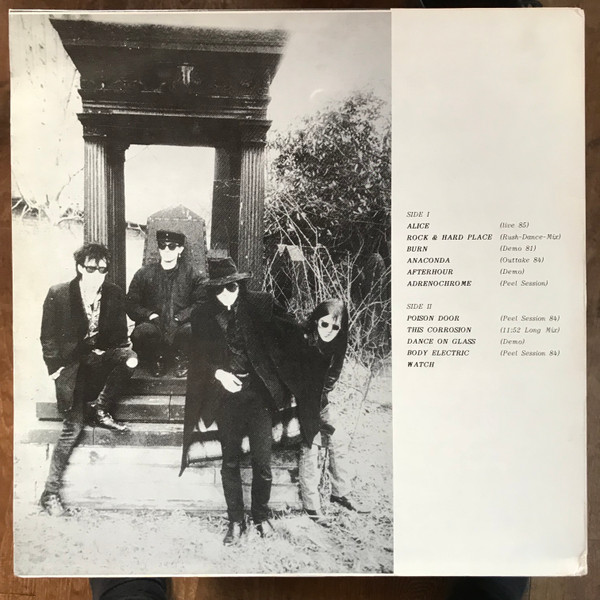 SIDE I
ALICE (live 85)
ROCK & HARD PLACE (Rush-Dance-Mix)
BURN (Demo 81)
ANACONDA (Outtake 84)
AFTERHOUR (Demo)
ADRENOCHROME (Peel Session)
SIDE II
POISON DOOR (Peel Session 84)
THIS CORROSION (11:52 Long Mix)
DANCE ON GLASS (Demo)
BODY ELECTRIC (Peel Session 84)
WATCH